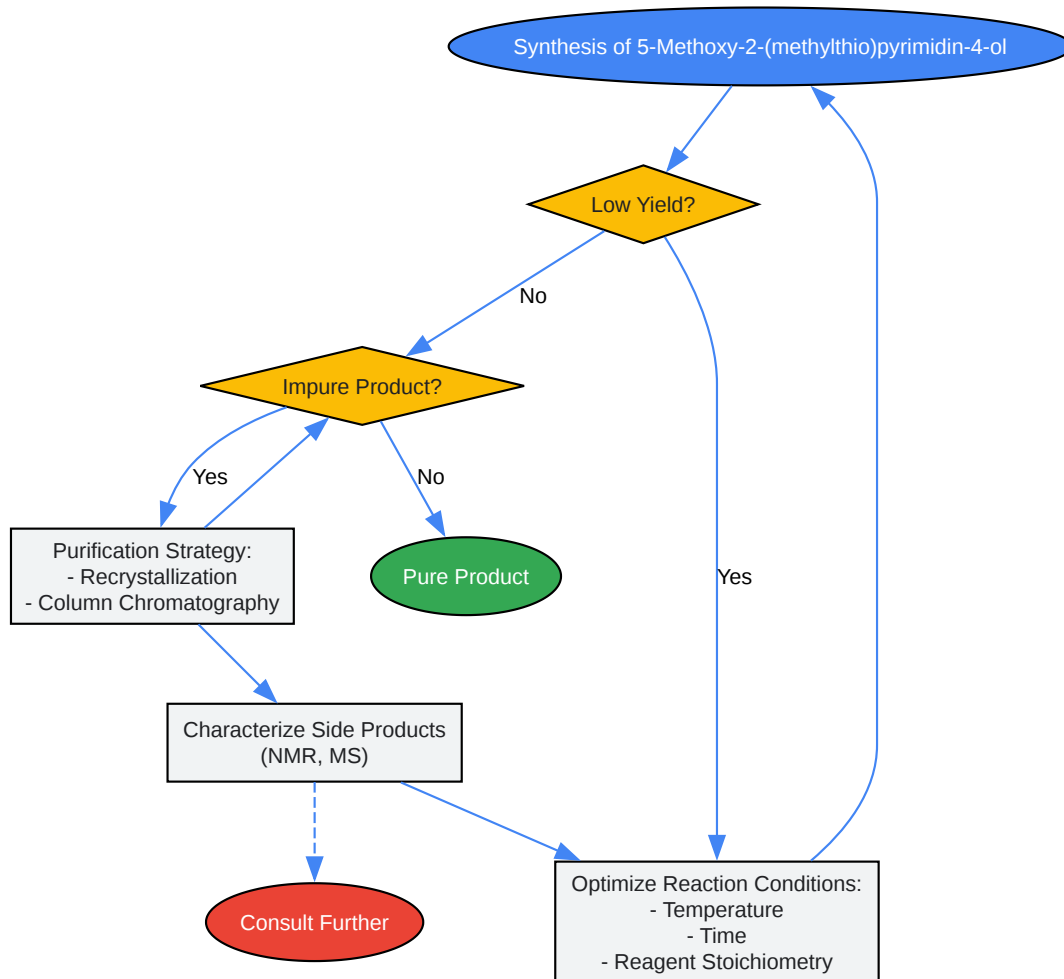 Synthesis of 5-Methoxy-2-(methylthio)pyrimidin-4-ol
Low Yield?
No
Impure Product?
Yes
No
Purification Strategy:
- Recrystallization
- Column Chromatography
Pure Product
Yes
Characterize Side Products
(NMR, MS)
Optimize Reaction Conditions:
- Temperature
- Time
- Reagent Stoichiometry
Consult Further